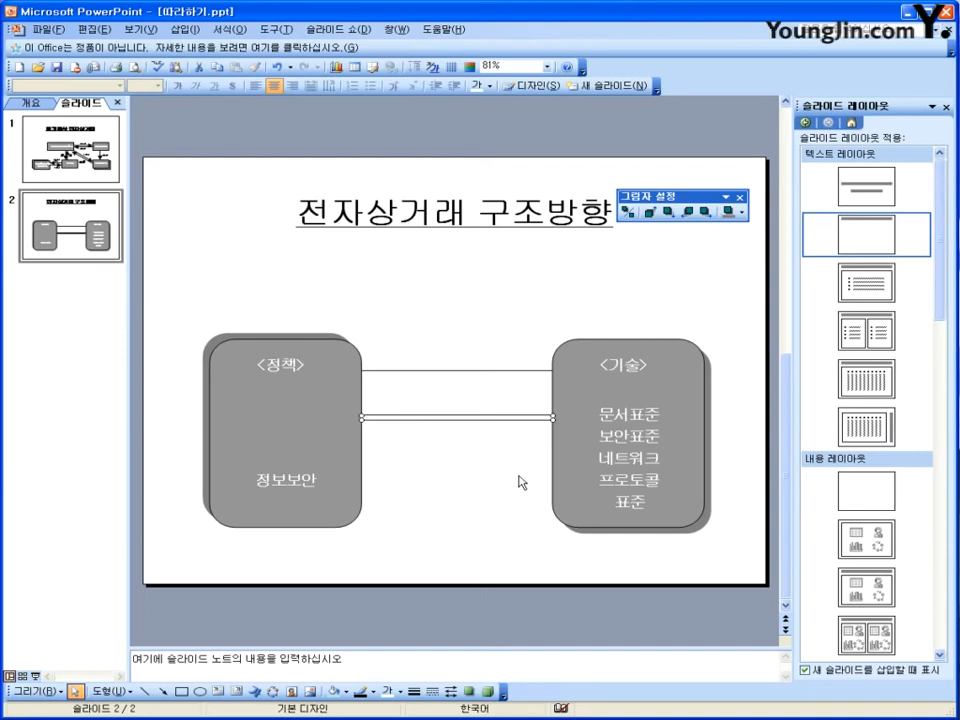 Microsoft PowerPoint - [따라하기.ppt]
YoungJin.com Y.
파일(F) 편집(E) 보기(V) 삽입(I) 서식(O) 도구(T) 슬라이드 쇼(D) 창(W) 도움말(H)
이 Office는 정품이 아닙니다. 자세한 내용을 보려면 여기를 클릭하십시오.(G)
81%
가 가 가 S 가 디자인(S) 새 슬라이드(N)
개요 슬라이드
슬라이드 레이아웃
슬라이드 레이아웃 적용:
텍스트 레이아웃
1
2
전자상거래 구조방향
그림자 설정
<정책>
정보보안
<기술>
문서표준
보안표준
네트워크
프로토콜
표준
내용 레이아웃
여기에 슬라이드 노트의 내용을 입력하십시오
새 슬라이드를 삽입할 때 표시
그리기(R) 도형(U) 가
슬라이드 2 / 2 기본 디자인 한국어